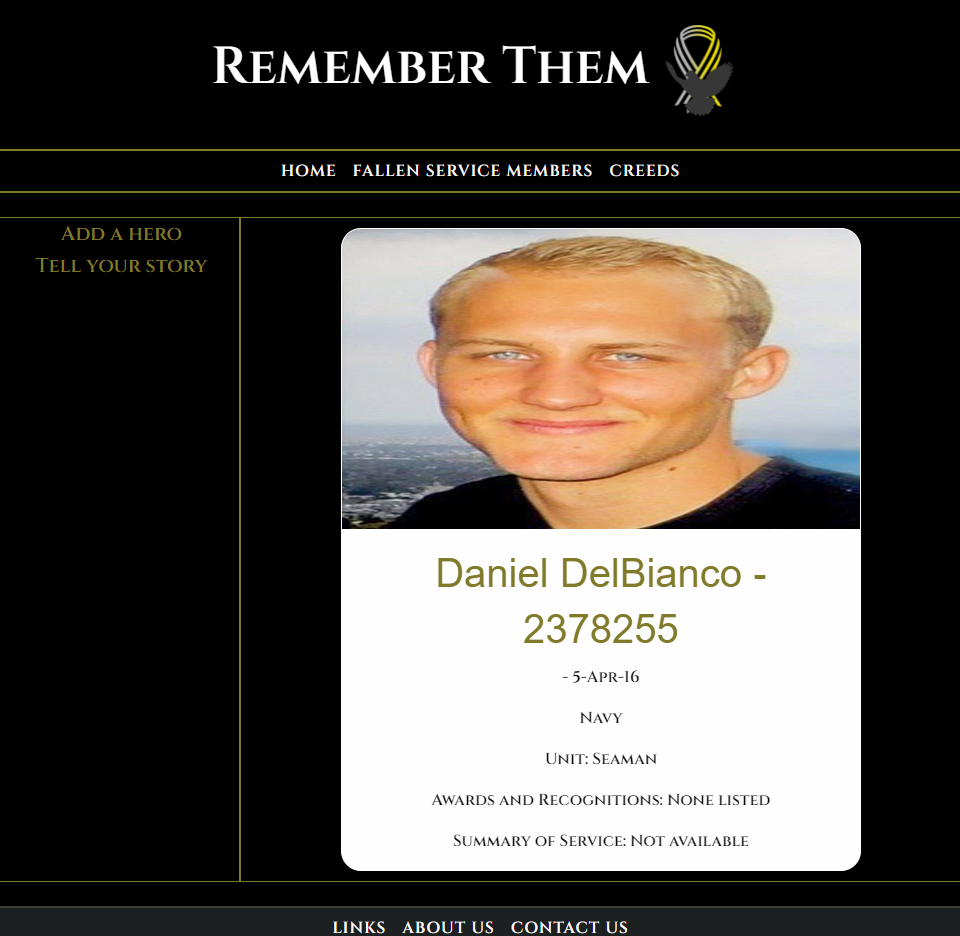 Remember Them
HOME FALLEN SERVICE MEMBERS CREEDS
Add a hero
Tell your story
Daniel DelBianco -
2378255
- 5-Apr-16
Navy
Unit: Seaman
Awards and Recognitions: None listed
Summary of Service: Not available
LINKS ABOUT US CONTACT US